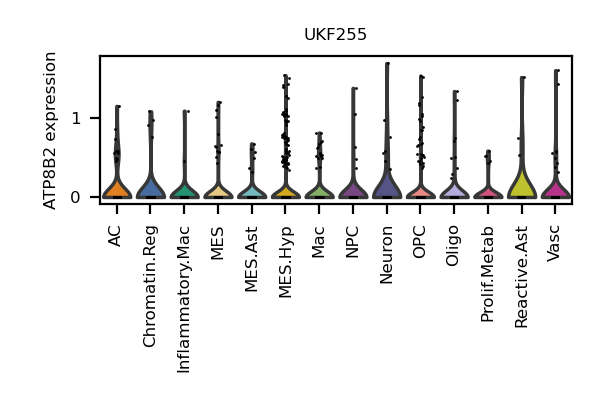 UKF255
ATP8B2 expression
1
0
AC
Chromatin.Reg
Inflammatory.Mac
MES
MES.Ast
MES.Hyp
Mac
NPC
Neuron
OPC
Oligo
Prolif.Metab
Reactive.Ast
Vasc